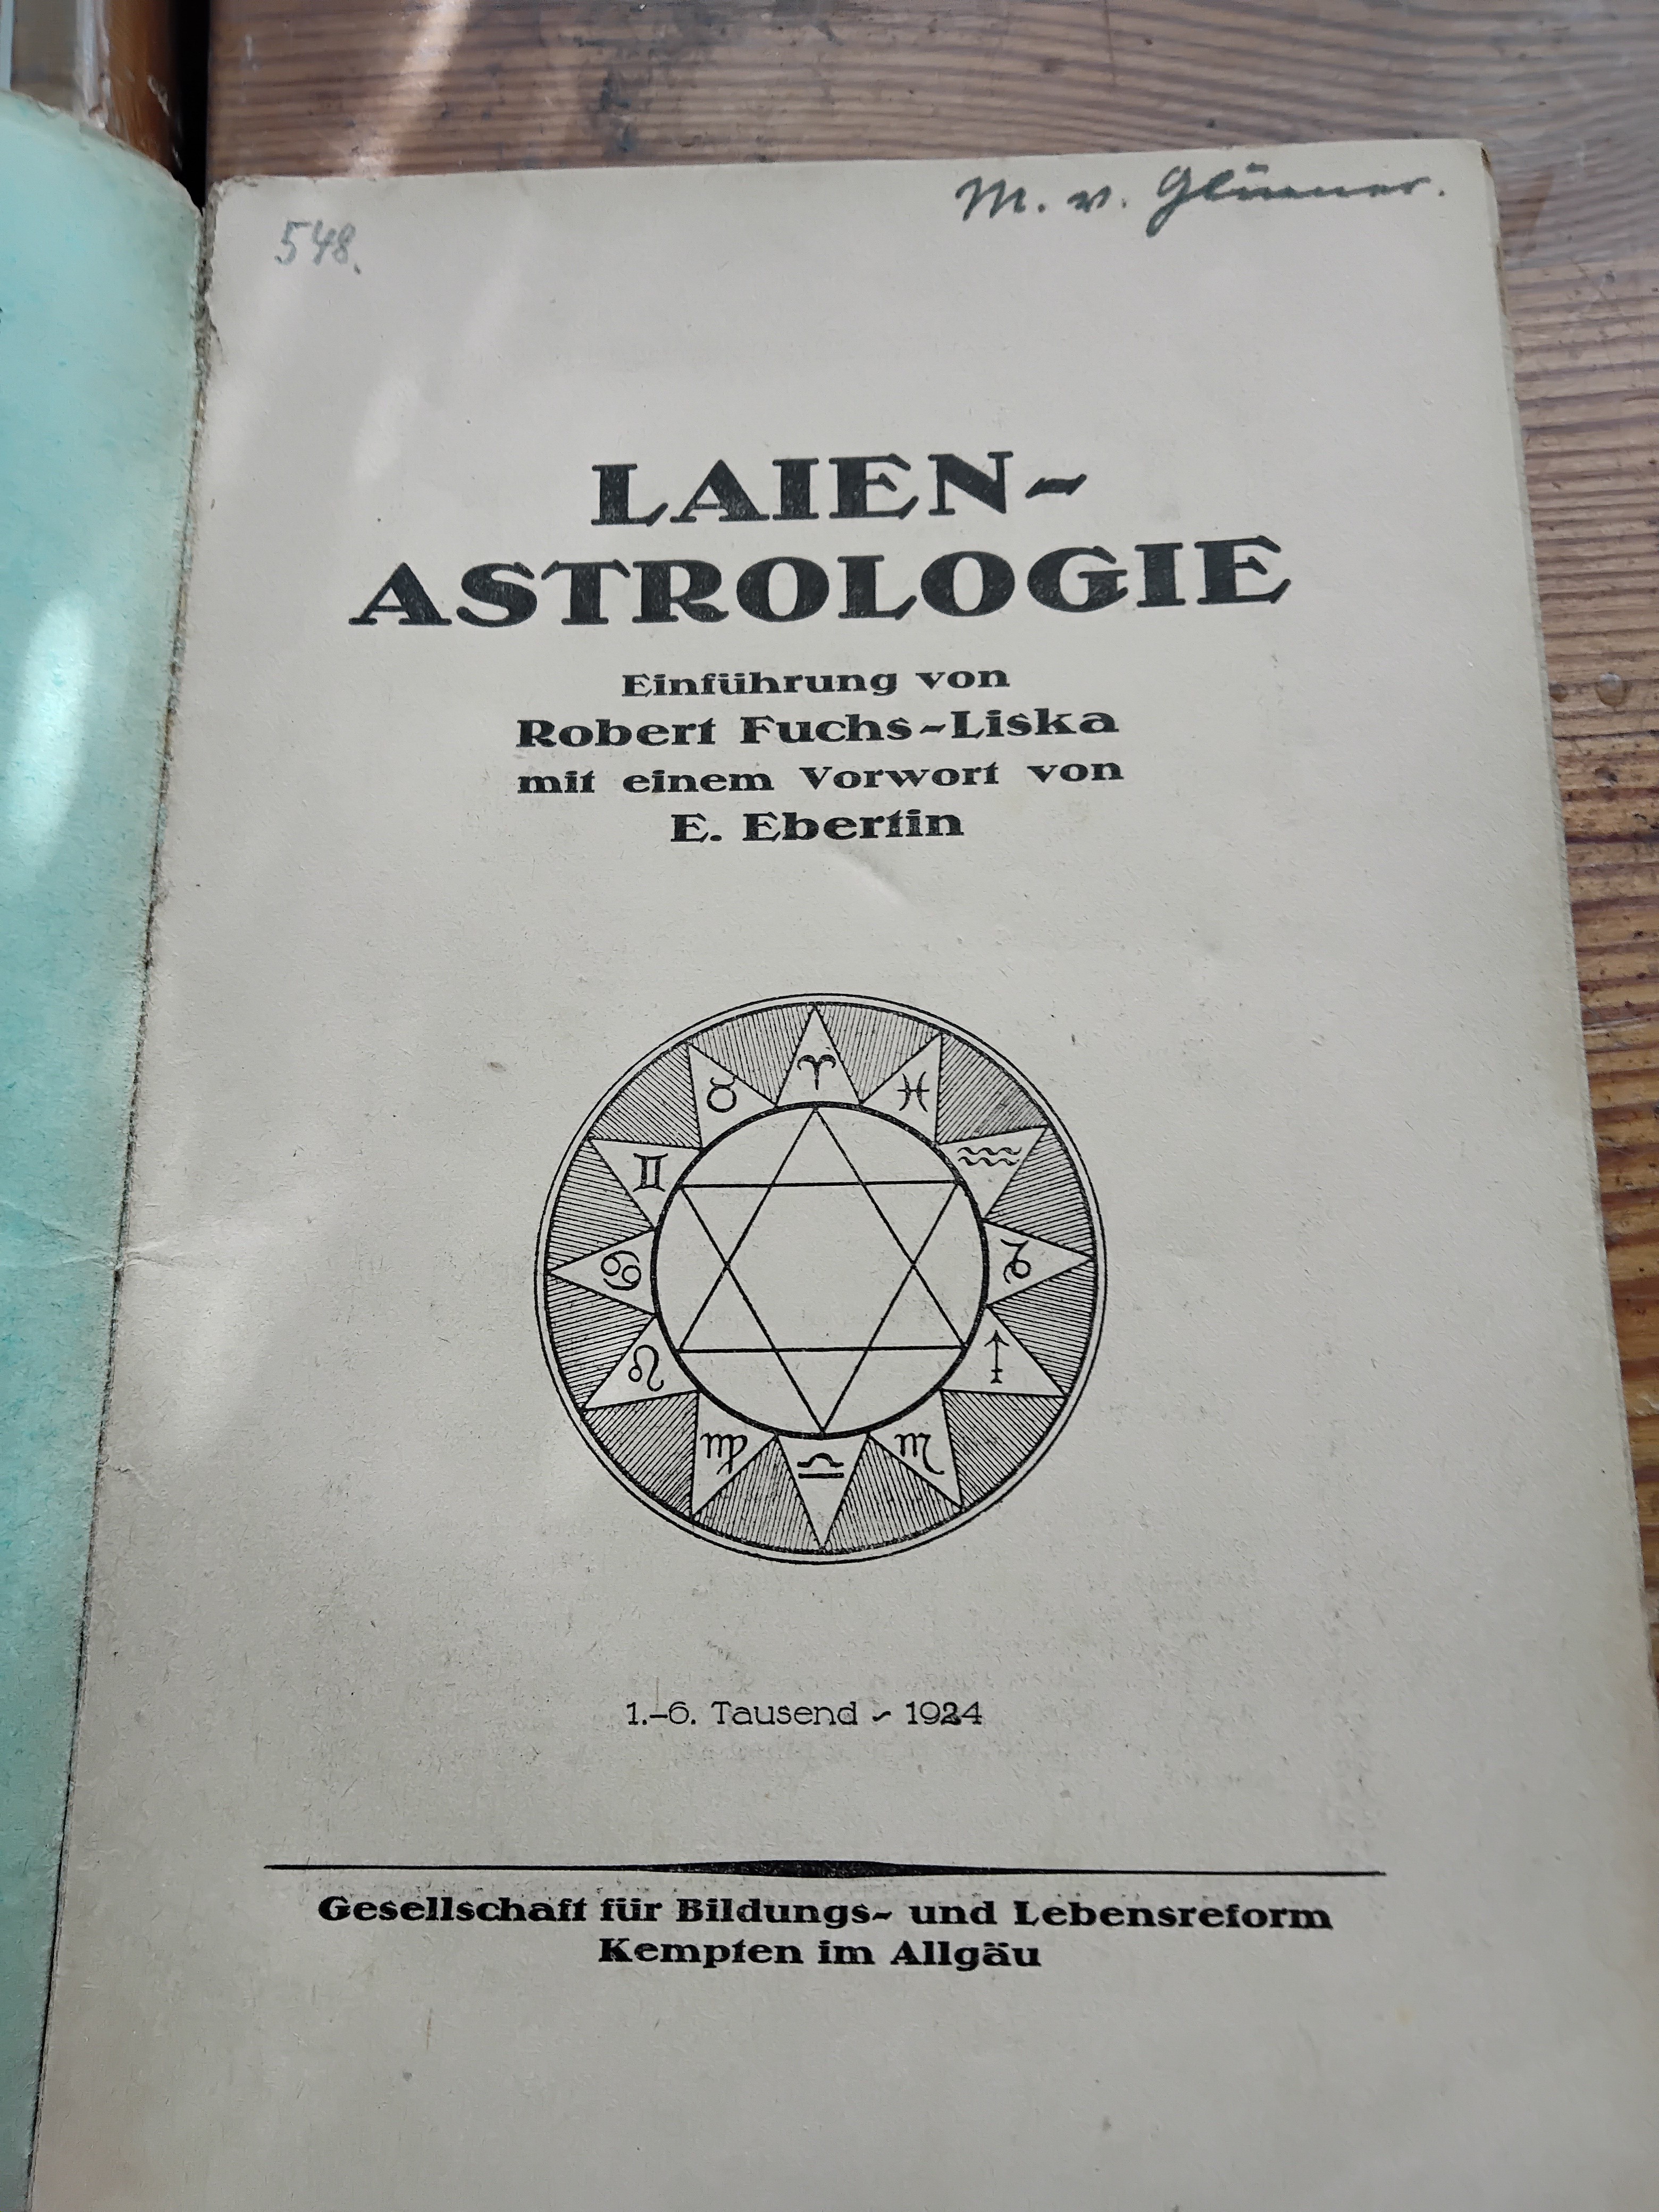 548.
M. v.
LAIEN-
ASTROLOGIE
Einführung von
Robert Fuchs-Liska
mit einem Vorwort von
E. Ebertin
♈
♉ ♓
♊ ♒
♋ ♑
♌ ♐
♍ ♏
♎
1.-6. Tausend - 1924
Gesellschaft für Bildungs- und Lebensreform
Kempten im Allgäu